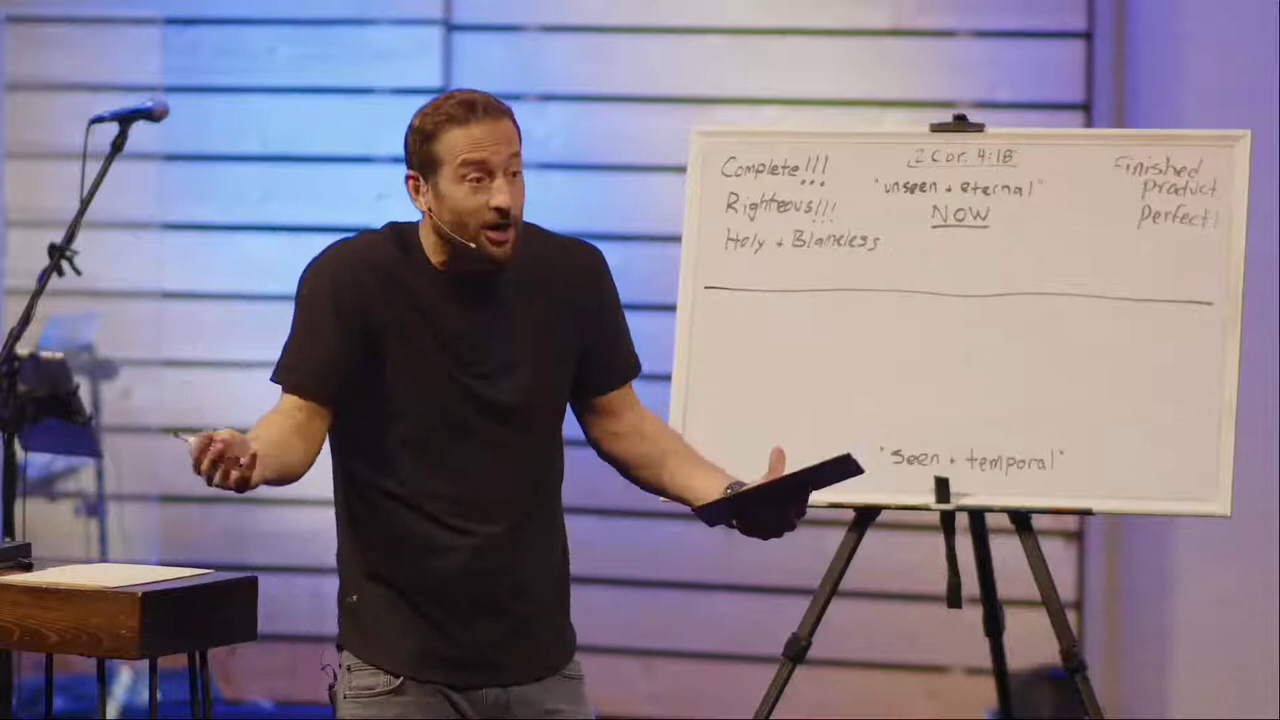 Complete!!!
Righteous!!!
Holy + Blameless
2 Cor. 4:18
"unseen + eternal"
NOW
Finished
Product
Perfect!
"seen + temporal"